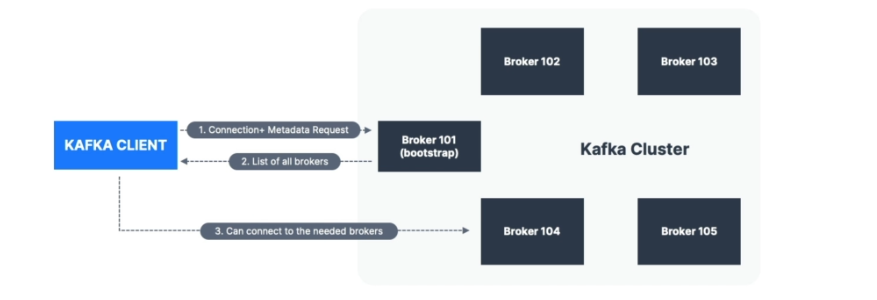 Broker 102
Broker 103
KAFKA CLIENT
1. Connection+ Metadata Request
2. List of all brokers
Broker 101
(bootstrap)
Kafka Cluster
3. Can connect to the needed brokers
Broker 104
Broker 105